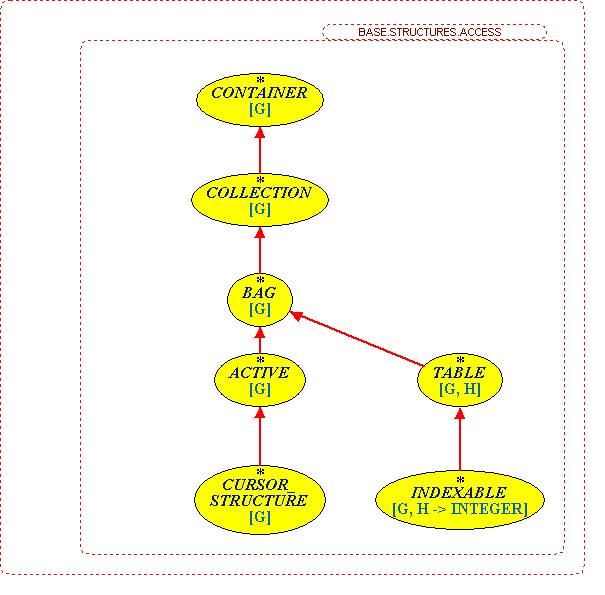 BASE.STRUCTURES.ACCESS
*
CONTAINER
[G]
*
COLLECTION
[G]
*
BAG
[G]
*
ACTIVE
[G]
*
TABLE
[G, H]
*
CURSOR_
STRUCTURE
[G]
*
INDEXABLE
[G, H -> INTEGER]